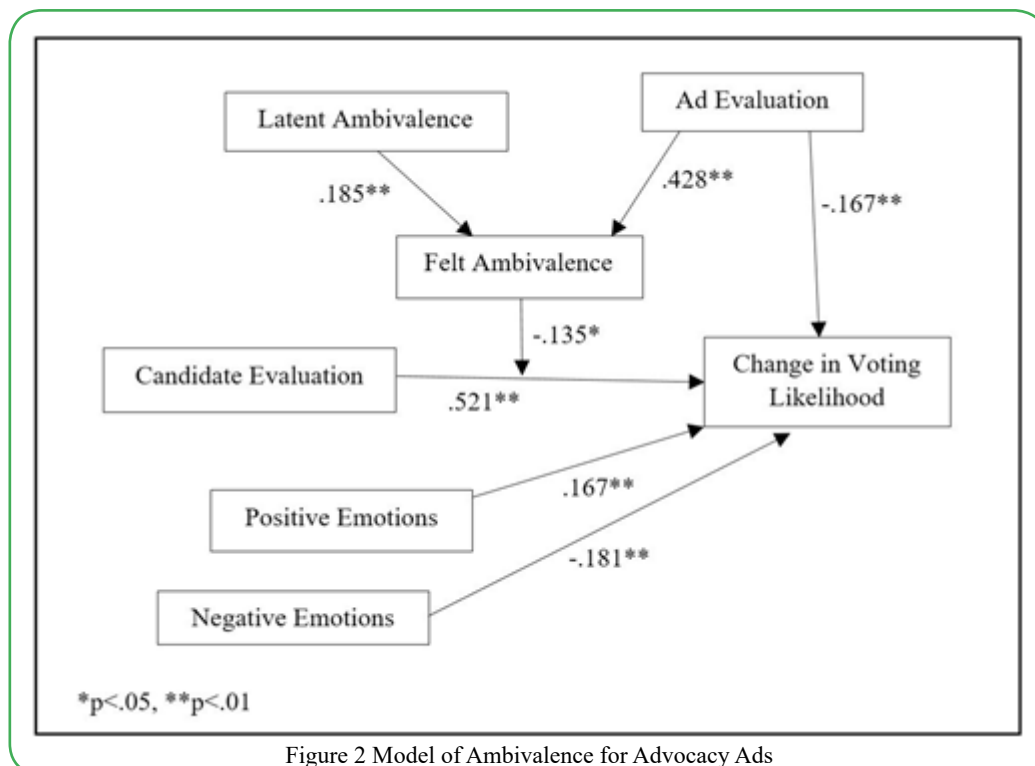 Ad Evaluation
Latent Ambivalence
.185**
.428**
-.167**
Felt Ambivalence
-.135*
Candidate Evaluation
.521**
Change in Voting
Likelihood
Positive Emotions
.167**
-.181**
Negative Emotions
*p<.05, **p<.01
Figure 2 Model of Ambivalence for Advocacy Ads